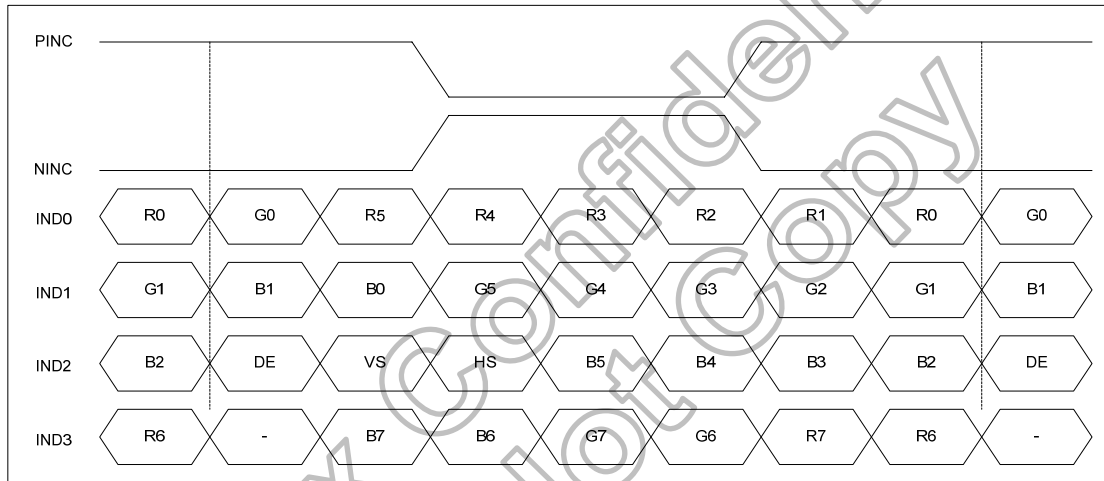 PINC
NINC
IND0 R0 G0 R5 R4 R3 R2 R1 R0 G0
IND1 G1 B1 B0 G5 G4 G3 G2 G1 B1
IND2 B2 DE VS HS B5 B4 B3 B2 DE
IND3 R6 - B7 B6 G7 G6 R7 R6 -